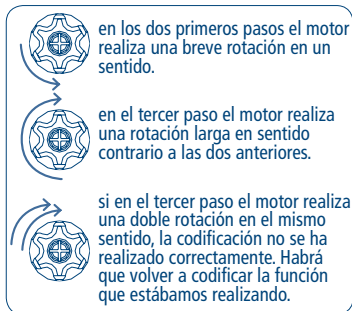 en los dos primeros pasos el motor
realiza una breve rotación en un
sentido.
en el tercer paso el motor realiza
una rotación larga en sentido
contrario a las dos anteriores.
si en el tercer paso el motor realiza
una doble rotación en el mismo
sentido, la codificación no se ha
realizado correctamente. Habrá
que volver a codificar la función
que estábamos realizando.